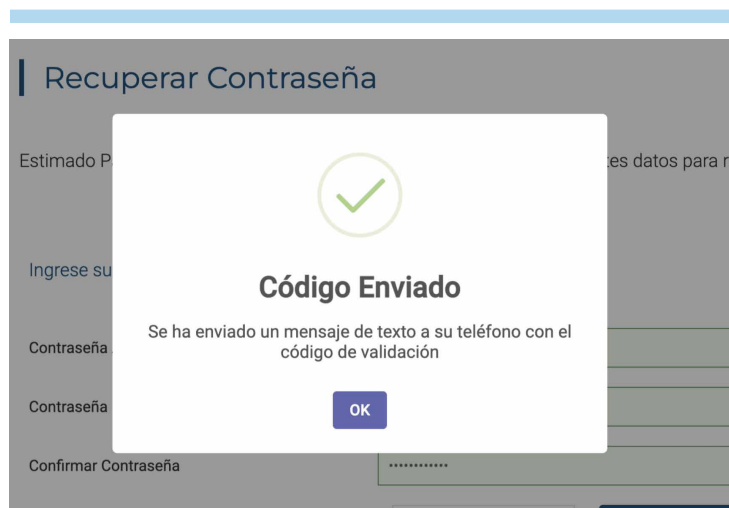 Recuperar Contraseña
Estimado P
tes datos para r
Ingrese su
Código Enviado
Se ha enviado un mensaje de texto a su teléfono con el
código de validación
Contraseña
Contraseña
OK
Confirmar Contraseña
............